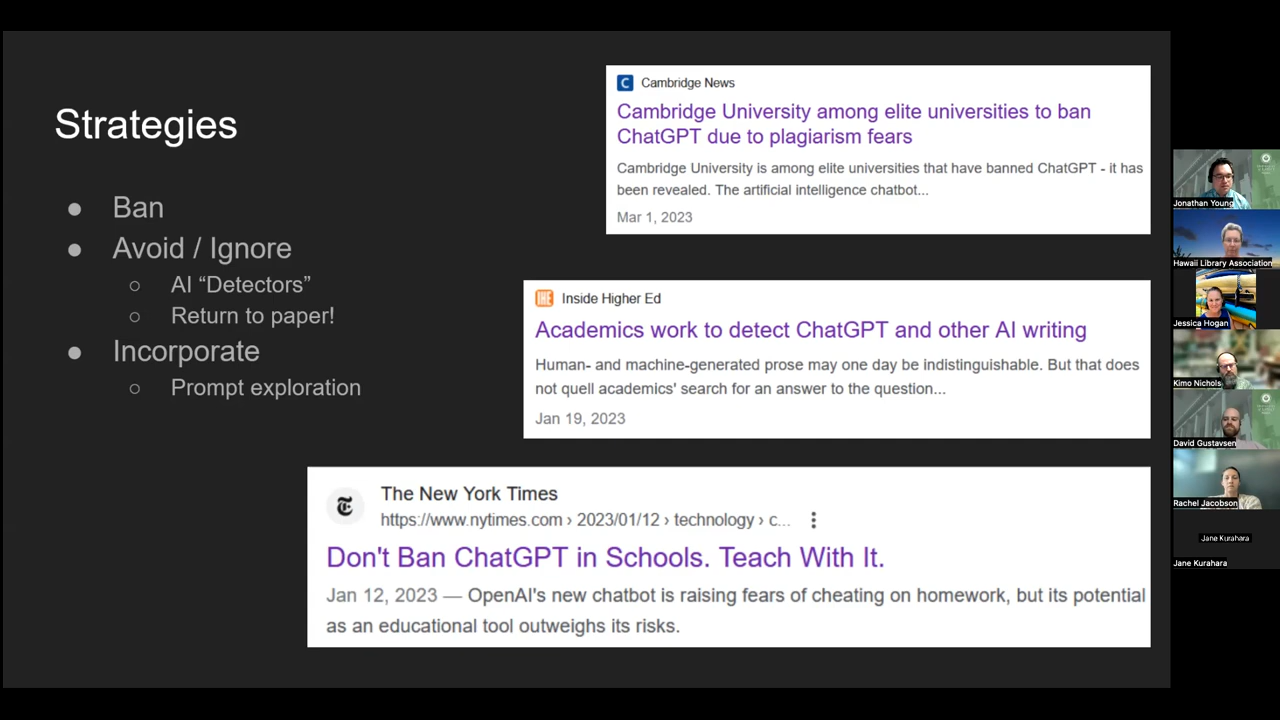 Strategies
● Ban
● Avoid / Ignore
○ AI “Detectors”
○ Return to paper!
● Incorporate
○ Prompt exploration
C Cambridge News
Cambridge University among elite universities to ban
ChatGPT due to plagiarism fears
Cambridge University is among elite universities that have banned ChatGPT - it has
been revealed. The artificial intelligence chatbot...
Mar 1, 2023
IHE Inside Higher Ed
Academics work to detect ChatGPT and other AI writing
Human- and machine-generated prose may one day be indistinguishable. But that does
not quell academics' search for an answer to the question...
Jan 19, 2023
The New York Times
https://www.nytimes.com › 2023/01/12 › technology › c...
Don't Ban ChatGPT in Schools. Teach With It.
Jan 12, 2023 — OpenAI's new chatbot is raising fears of cheating on homework, but its potential
as an educational tool outweighs its risks.
Jonathan Young
Hawaii Library Association
Jessica Hogan
Kimo Nichols
David Gustavsen
Rachel Jacobson
Jane Kurahara
Jane Kurahara